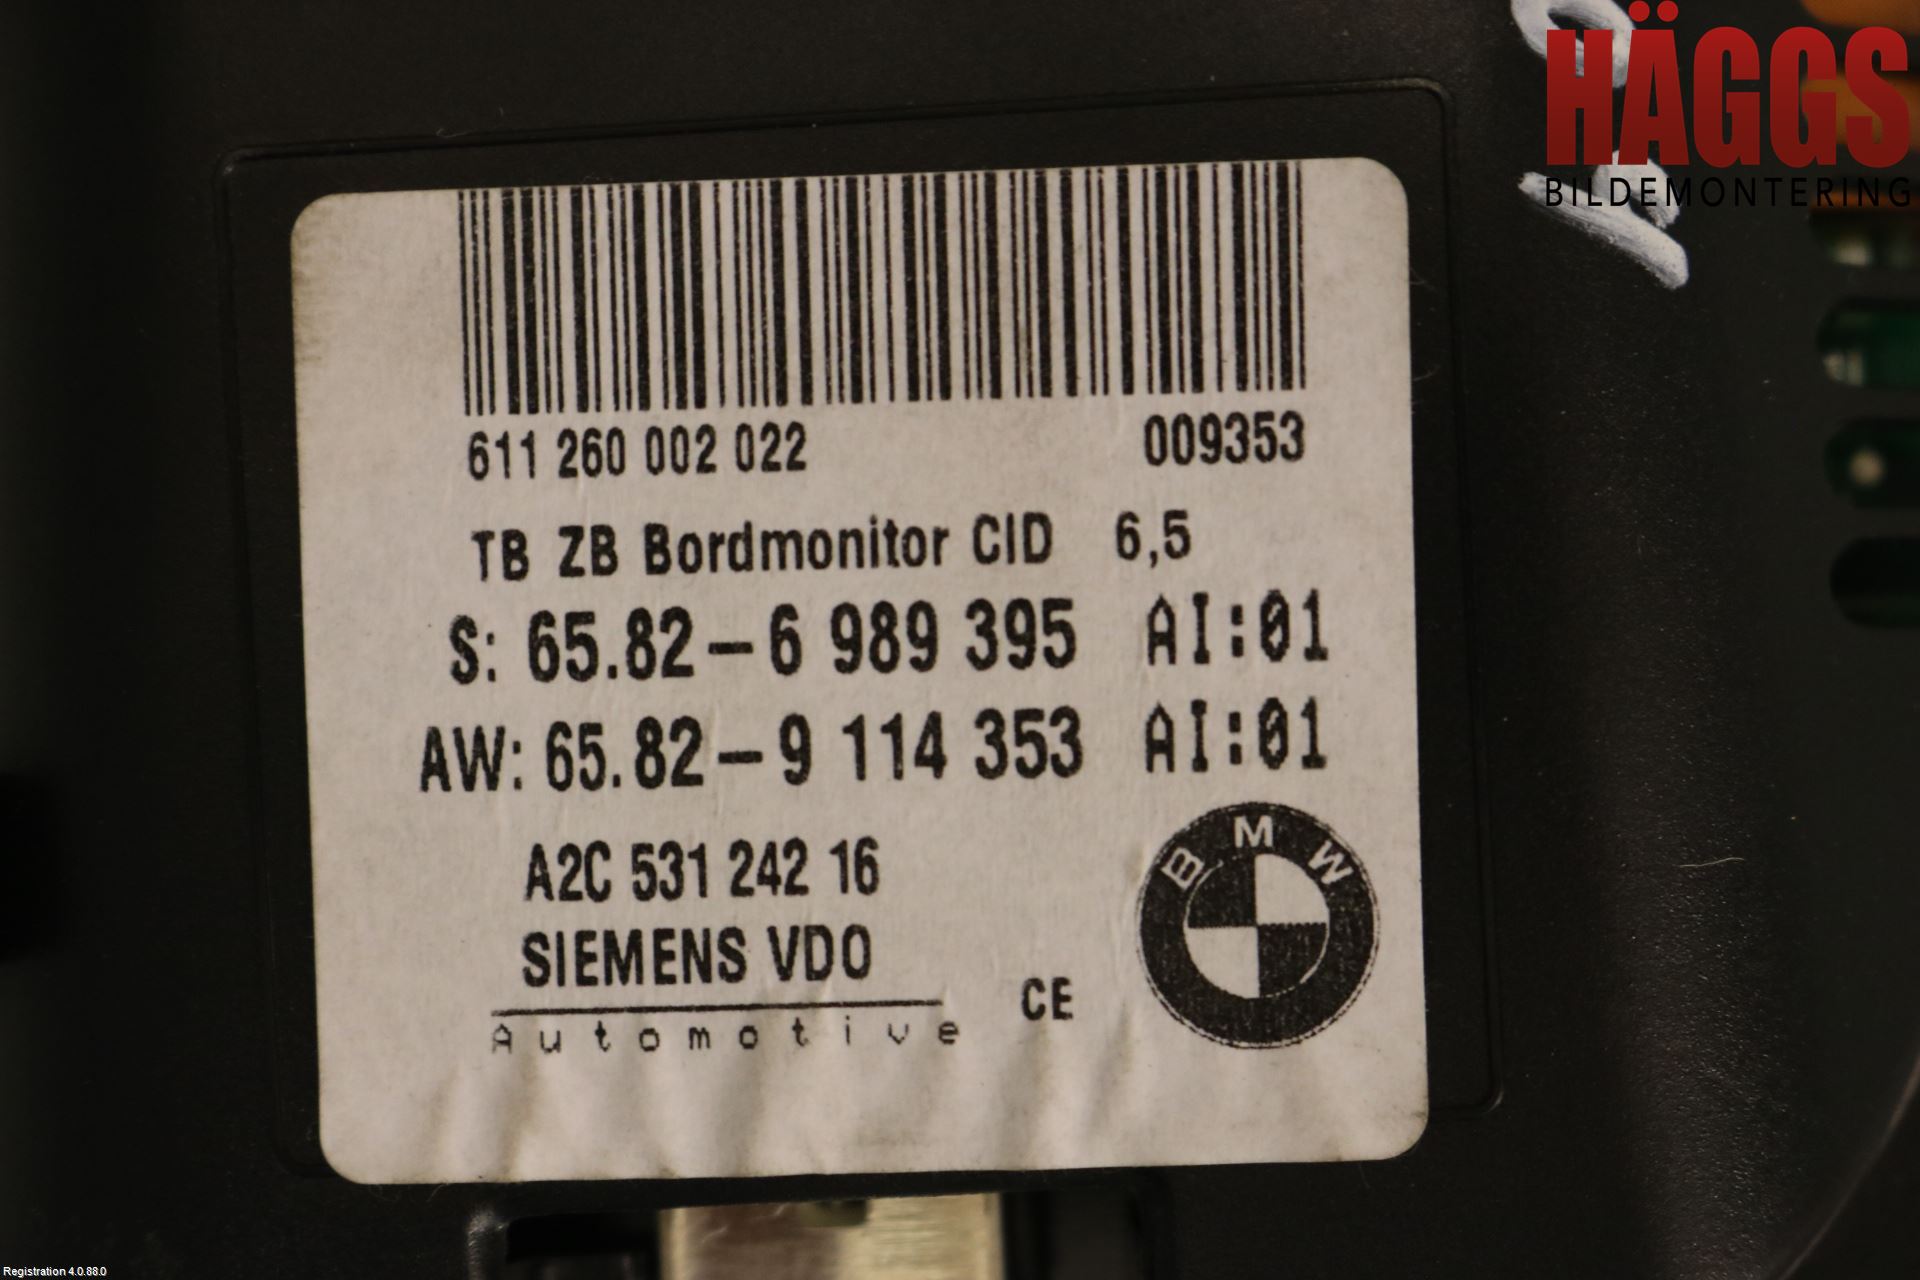 HÄGGS
BILDEMONTERING
611 260 002 022 009353
TB ZB Bordmonitor CID 6,5
S: 65.82-6 989 395 AI:01
AW: 65.82-9 114 353 AI:01
A2C 531 242 16
SIEMENS VDO
Automotive
CE
BMW
Registration 4.0.88.0